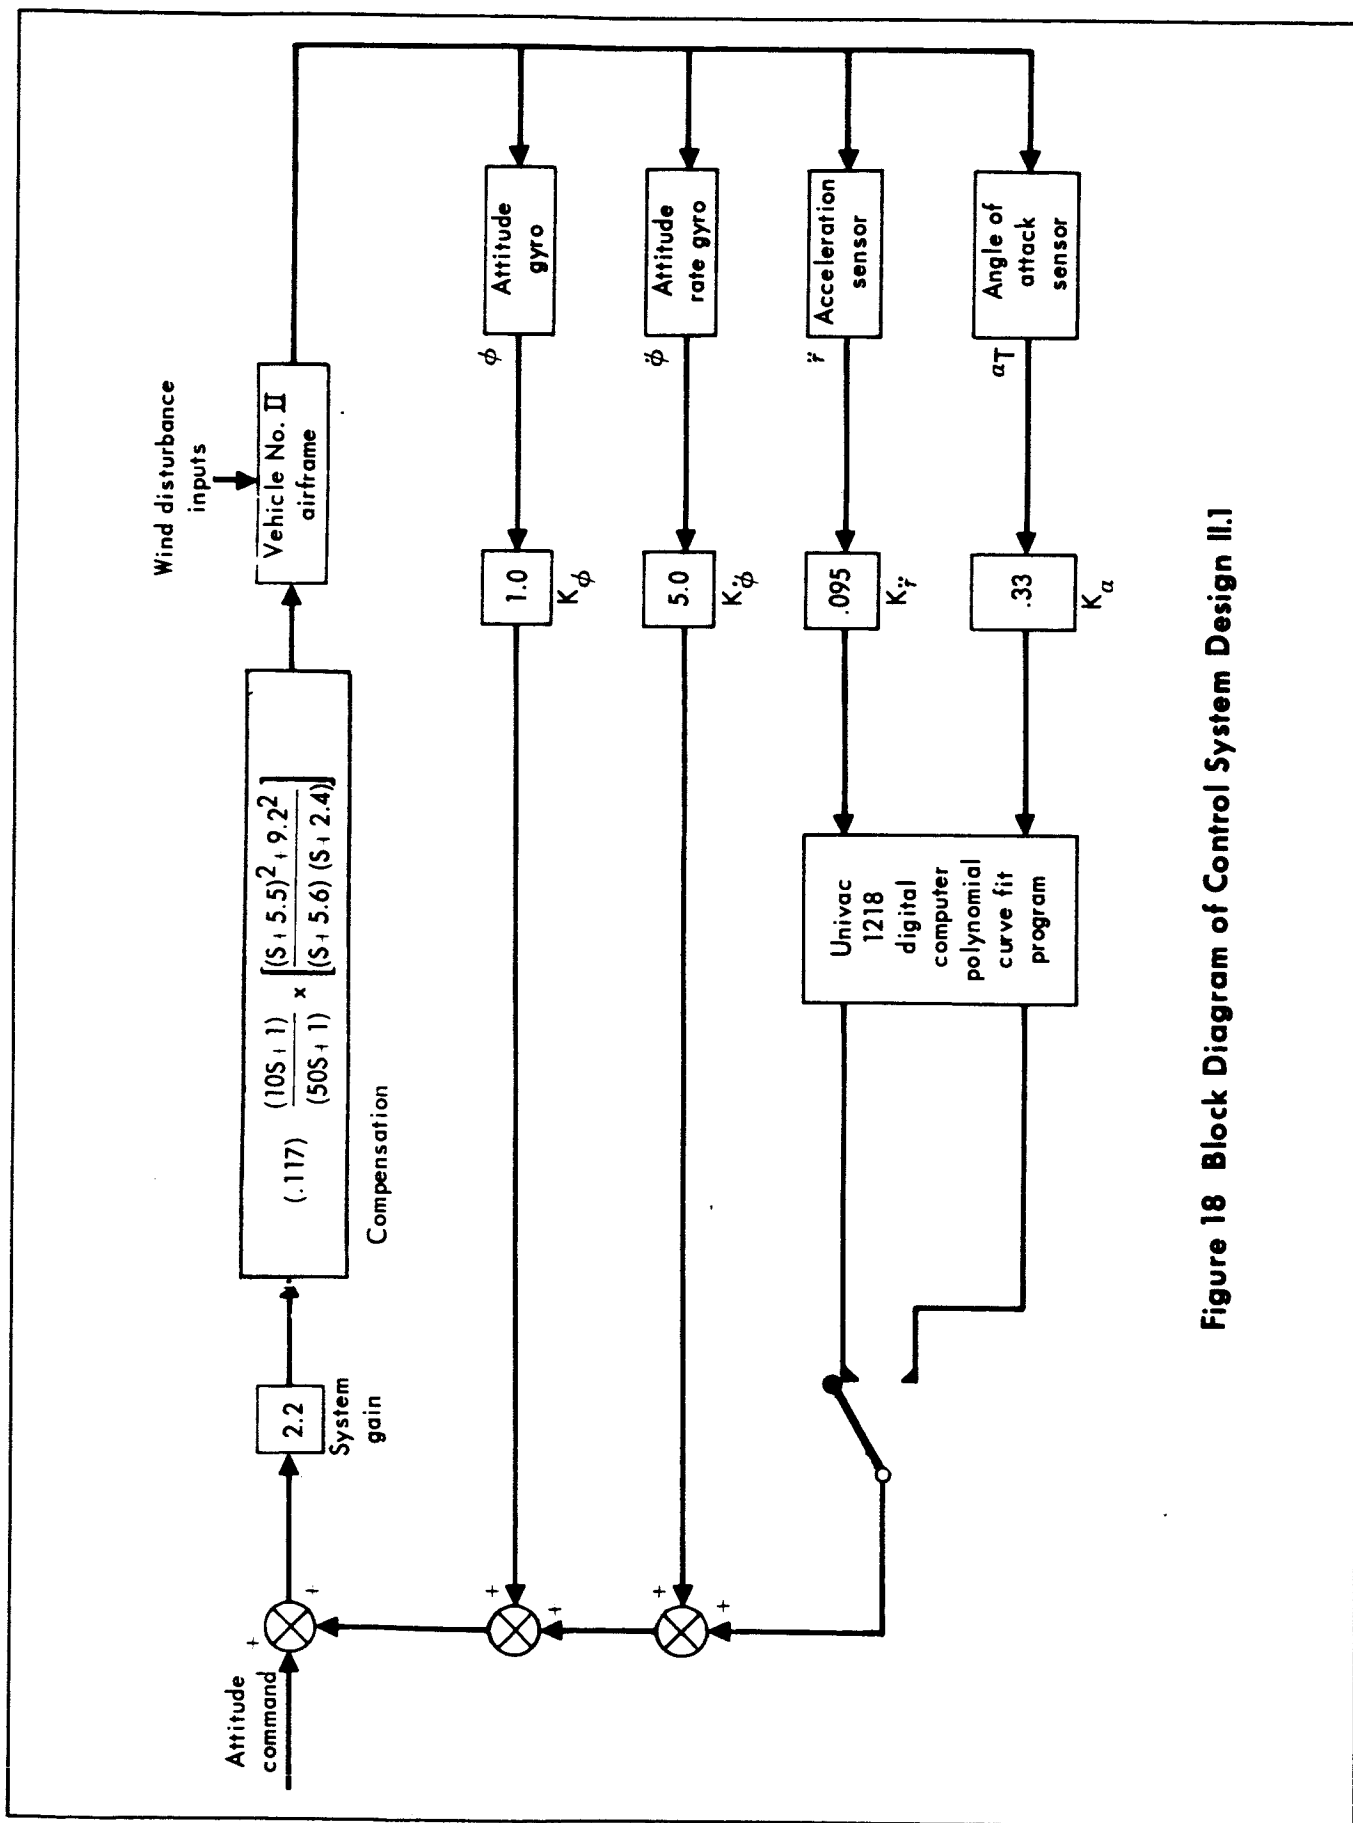 Wind disturbance
inputs
Attitude
command
+
+
2.2
System
gain
(.117) (10S + 1) / (50S + 1) x [(S + 5.5)² + 9.2² / (S + 5.6) (S + 2.4)]
Compensation
Vehicle No. II
airframe
+
+
1.0
K_ϕ
ϕ
Attitude
gyro
+
+
5.0
K_ϕ̈
ϕ̈
Attitude
rate gyro
Univac
1218
digital
computer
polynomial
curve fit
program
.095
K_r̈
r̈
Acceleration
sensor
.33
K_α
αT
Angle of
attack
sensor
Figure 18 Block Diagram of Control System Design II.1